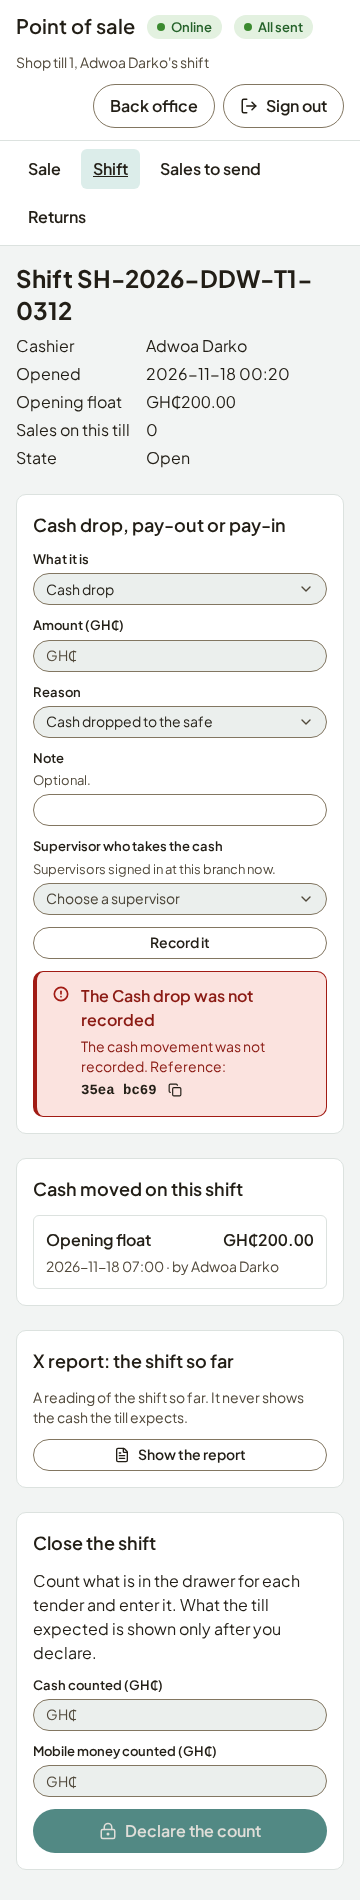 Point of sale
Online
All sent
Shop till 1, Adwoa Darko's shift
Back office
Sign out
Sale
Shift
Sales to send
Returns
Shift SH-2026-DDW-T1-
0312
Cashier Adwoa Darko
Opened 2026-11-18 00:20
Opening float GH₵200.00
Sales on this till 0
State Open
Cash drop, pay-out or pay-in
What it is
Cash drop
Amount (GH₵)
GH₵
Reason
Cash dropped to the safe
Note
Optional.
Supervisor who takes the cash
Supervisors signed in at this branch now.
Choose a supervisor
Record it
The Cash drop was not
recorded
The cash movement was not
recorded. Reference:
35ea bc69
Cash moved on this shift
Opening float GH₵200.00
2026-11-18 07:00 · by Adwoa Darko
X report: the shift so far
A reading of the shift so far. It never shows
the cash the till expects.
Show the report
Close the shift
Count what is in the drawer for each
tender and enter it. What the till
expected is shown only after you
declare.
Cash counted (GH₵)
GH₵
Mobile money counted (GH₵)
GH₵
Declare the count